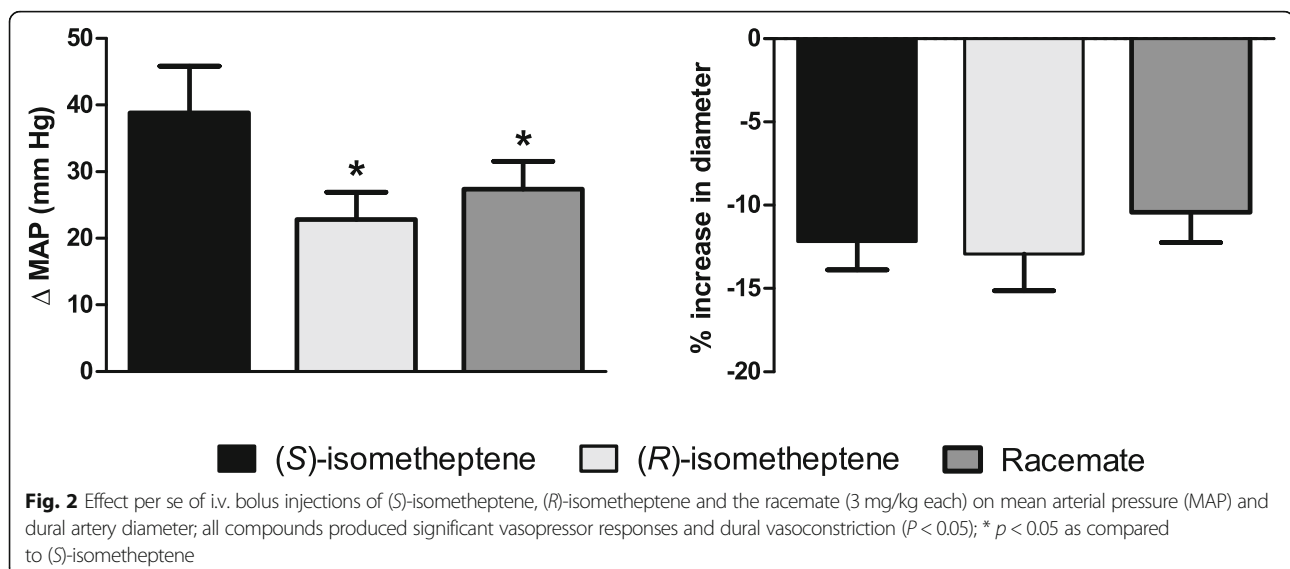 50
40
30
20
10
0
Δ MAP (mm Hg)
*
*
0
-5
-10
-15
-20
% increase in diameter
(S)-isometheptene (R)-isometheptene Racemate
Fig. 2 Effect per se of i.v. bolus injections of (S)-isometheptene, (R)-isometheptene and the racemate (3 mg/kg each) on mean arterial pressure (MAP) and
dural artery diameter; all compounds produced significant vasopressor responses and dural vasoconstriction (P < 0.05); * p < 0.05 as compared
to (S)-isometheptene